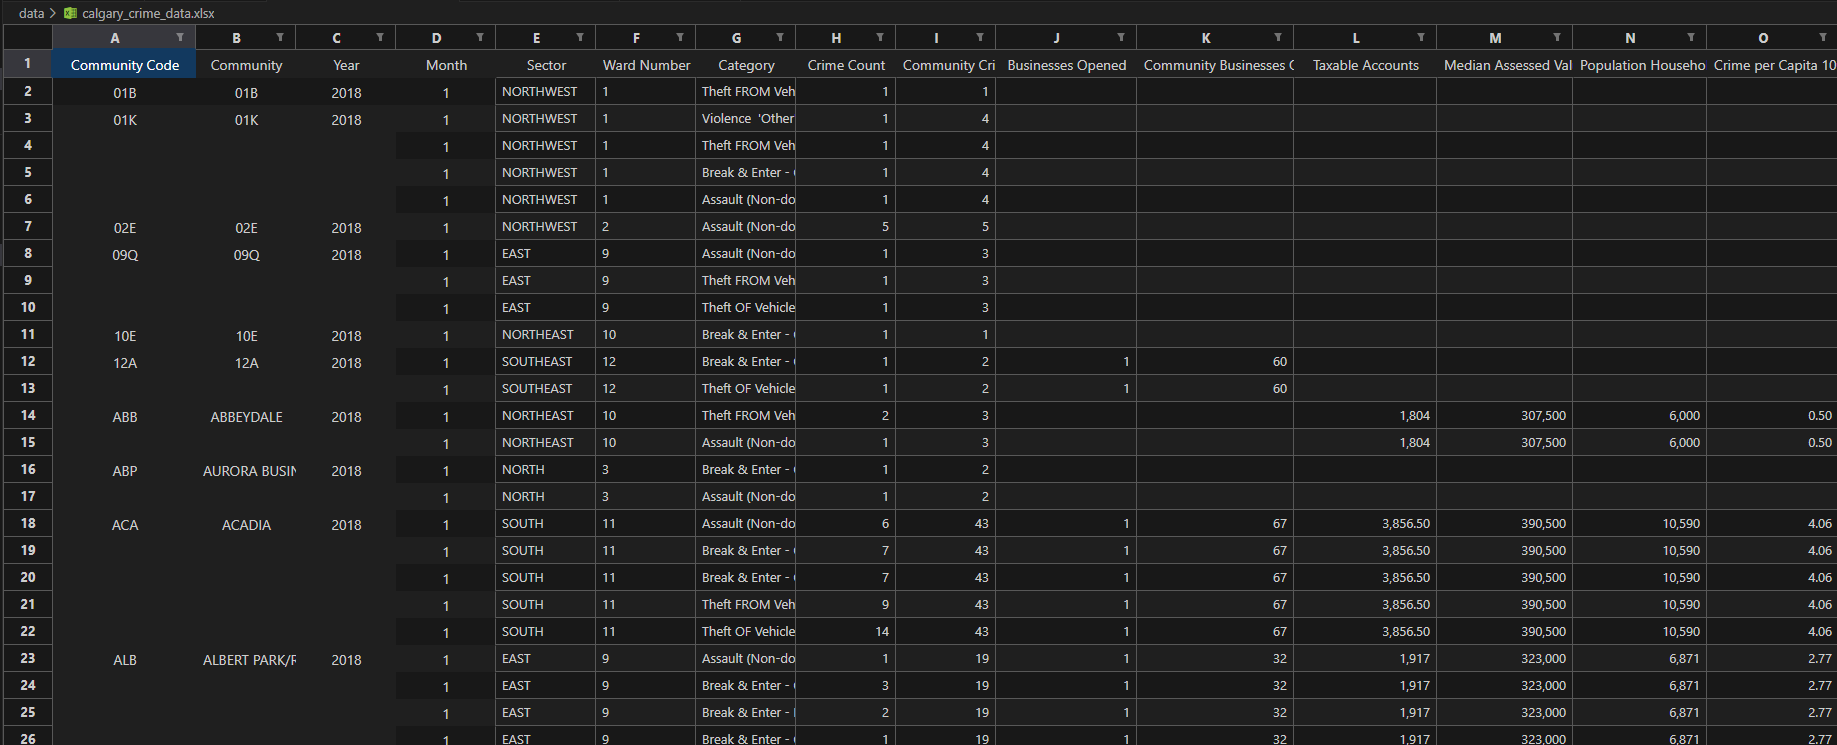 data > calgary_crime_data.xlsx
A B C D E F G H I J K L M N O
1 Community Code Community Year Month Sector Ward Number Category Crime Count Community Cri Businesses Opened Community Businesses Taxable Accounts Median Assessed Val Population Househo Crime per Capita 10
2 01B 01B 2018 1 NORTHWEST 1 Theft FROM Veh 1 1
3 01K 01K 2018 1 NORTHWEST 1 Violence 'Other 1 4
4 1 NORTHWEST 1 Theft FROM Veh 1 4
5 1 NORTHWEST 1 Break & Enter - 1 4
6 1 NORTHWEST 1 Assault (Non-do 1 4
7 02E 02E 2018 1 NORTHWEST 2 Assault (Non-do 5 5
8 09Q 09Q 2018 1 EAST 9 Assault (Non-do 1 3
9 1 EAST 9 Theft FROM Veh 1 3
10 1 EAST 9 Theft OF Vehicle 1 3
11 10E 10E 2018 1 NORTHEAST 10 Break & Enter - 1 1
12 12A 12A 2018 1 SOUTHEAST 12 Break & Enter - 1 2 1 60
13 1 SOUTHEAST 12 Theft OF Vehicle 1 2 1 60
14 ABB ABBEYDALE 2018 1 NORTHEAST 10 Theft FROM Veh 2 3 1,804 307,500 6,000 0.50
15 1 NORTHEAST 10 Assault (Non-do 1 3 1,804 307,500 6,000 0.50
16 ABP AURORA BUSIN 2018 1 NORTH 3 Break & Enter - 1 2
17 1 NORTH 3 Assault (Non-do 1 2
18 ACA ACADIA 2018 1 SOUTH 11 Assault (Non-do 6 43 1 67 3,856.50 390,500 10,590 4.06
19 1 SOUTH 11 Break & Enter - 7 43 1 67 3,856.50 390,500 10,590 4.06
20 1 SOUTH 11 Break & Enter - 7 43 1 67 3,856.50 390,500 10,590 4.06
21 1 SOUTH 11 Theft FROM Veh 9 43 1 67 3,856.50 390,500 10,590 4.06
22 1 SOUTH 11 Theft OF Vehicle 14 43 1 67 3,856.50 390,500 10,590 4.06
23 ALB ALBERT PARK/R 2018 1 EAST 9 Assault (Non-do 1 19 1 32 1,917 323,000 6,871 2.77
24 1 EAST 9 Break & Enter - 3 19 1 32 1,917 323,000 6,871 2.77
25 1 EAST 9 Break & Enter - 2 19 1 32 1,917 323,000 6,871 2.77
26 1 EAST 9 Break & Enter - 1 19 1 32 1,917 323,000 6,871 2.77